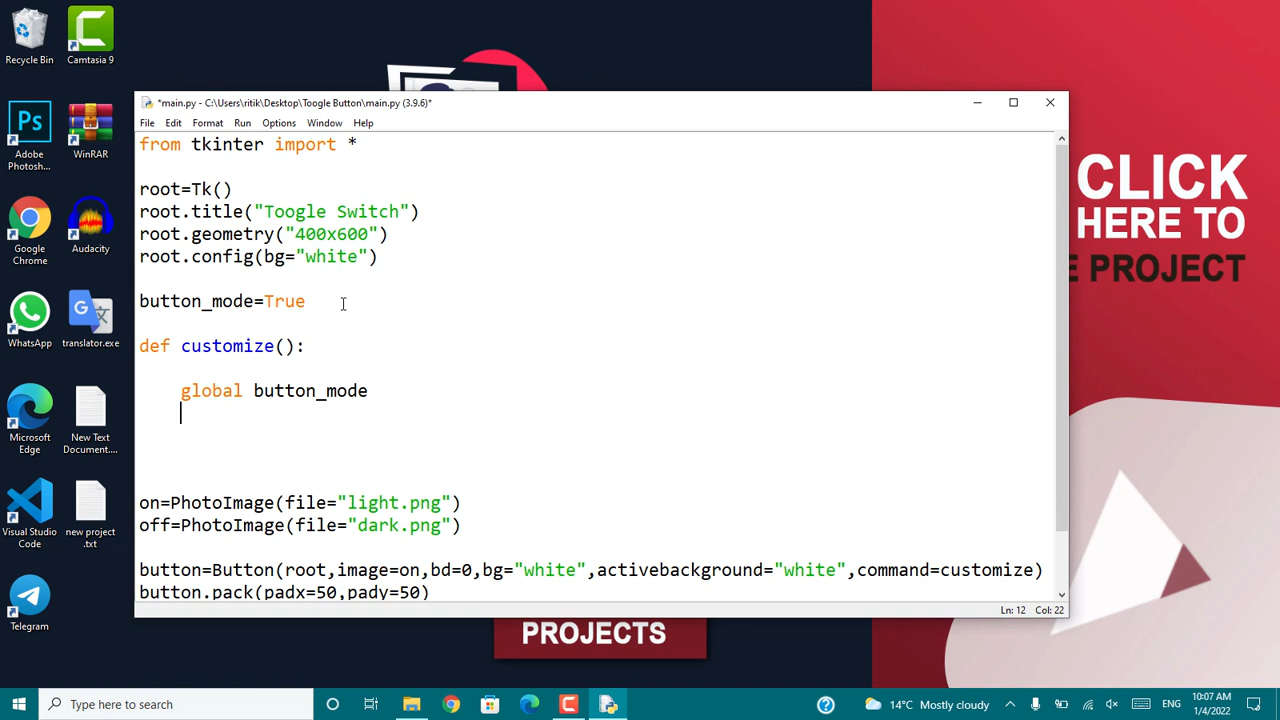 Recycle Bin
Camtasia 9
Ps
Adobe
Photosh...
WinRAR
Google
Chrome
Audacity
WhatsApp
translator.exe
Microsoft
Edge
New Text
Document....
Visual Studio
Code
new project
.txt
Telegram
*main.py - C:\Users\ritik\Desktop\Toogle Button\main.py (3.9.6)*
File Edit Format Run Options Window Help
from tkinter import *
root=Tk()
root.title("Toogle Switch")
root.geometry("400x600")
root.config(bg="white")
button_mode=True
def customize():
global button_mode
on=PhotoImage(file="light.png")
off=PhotoImage(file="dark.png")
button=Button(root,image=on,bd=0,bg="white",activebackground="white",command=customize)
button.pack(padx=50,pady=50)
Ln: 12 Col: 22
CLICK
HERE TO
E PROJECT
PROJECTS
Type here to search
14°C Mostly cloudy
ENG
10:07 AM
1/4/2022